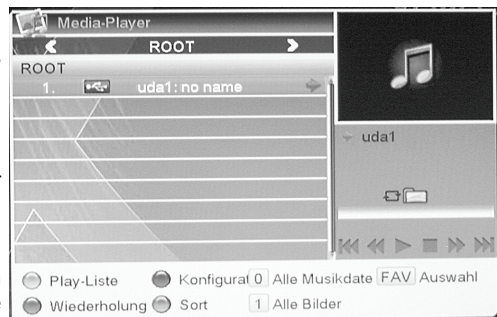 Media-Player
ROOT
ROOT
1. uda1: no name
uda1
Play-Liste Konfigurat 0 Alle Musikdate FAV Auswahl
Wiederholung Sort 1 Alle Bilder